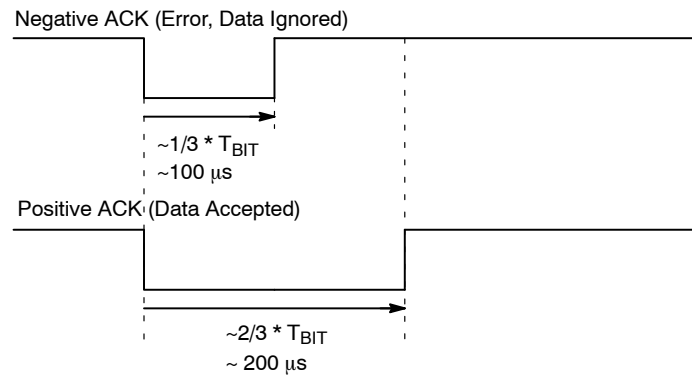 Negative ACK (Error, Data Ignored)
~1/3 * TBIT
~100 μs
Positive ACK (Data Accepted)
~2/3 * TBIT
~ 200 μs